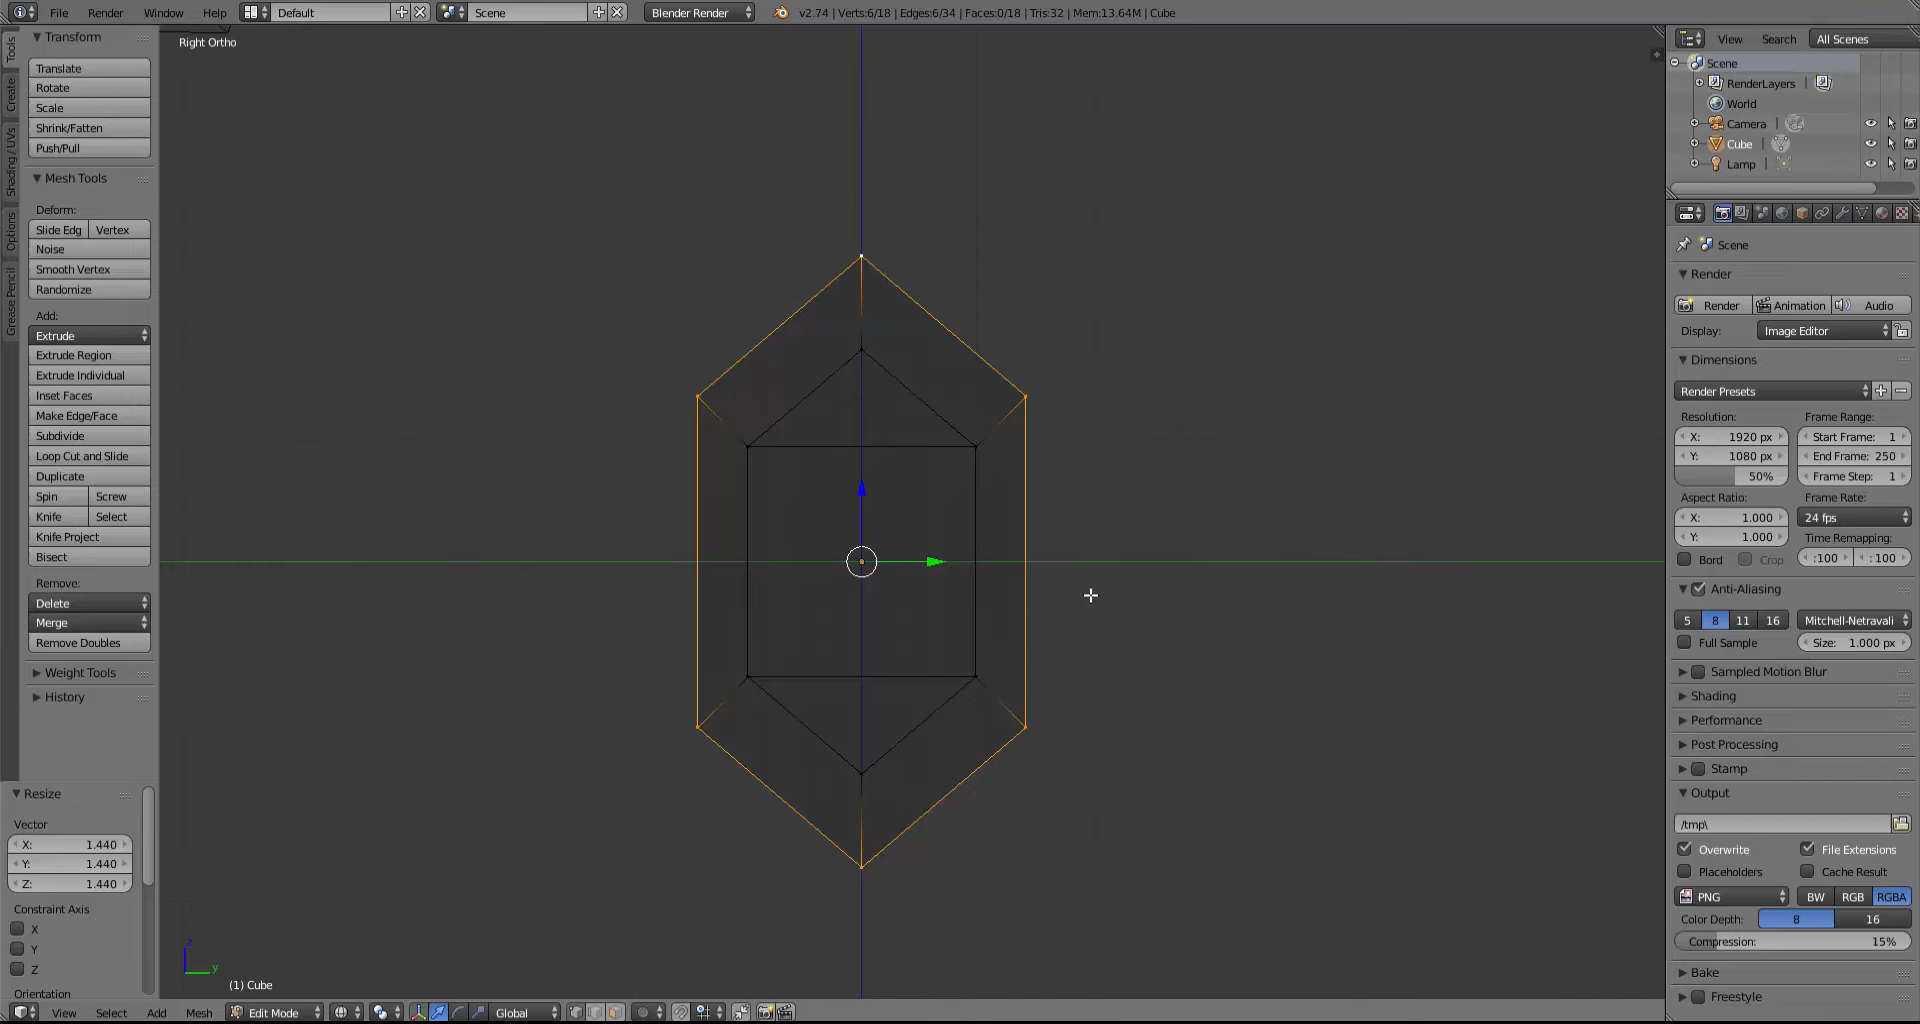 File Render Window Help Default Scene Blender Render v2.74 | Verts:6/18 | Edges:6/34 | Faces:0/18 | Tris:32 | Mem:13.64M | Cube
Tools
Create
Shading / UVs
Options
Grease Pencil
Transform
Translate
Rotate
Scale
Shrink/Fatten
Push/Pull
Mesh Tools
Deform:
Slide Edg Vertex
Noise
Smooth Vertex
Randomize
Add:
Extrude
Extrude Region
Extrude Individual
Inset Faces
Make Edge/Face
Subdivide
Loop Cut and Slide
Duplicate
Spin Screw
Knife Select
Knife Project
Bisect
Remove:
Delete
Merge
Remove Doubles
Weight Tools
History
Resize
Vector
X: 1.440
Y: 1.440
Z: 1.440
Constraint Axis
X
Y
Z
Orientation
Right Ortho
z
y
(1) Cube
View Select Add Mesh Edit Mode Global
View Search All Scenes
Scene
RenderLayers |
World
Camera |
Cube |
Lamp |
Scene
Render
Render Animation Audio
Display: Image Editor
Dimensions
Render Presets
Resolution: Frame Range:
X: 1920 px Start Frame: 1
Y: 1080 px End Frame: 250
50% Frame Step: 1
Aspect Ratio: Frame Rate:
X: 1.000 24 fps
Y: 1.000 Time Remapping:
Bord Crop :100 : 100
Anti-Aliasing
5 8 11 16 Mitchell-Netravali
Full Sample Size: 1.000 px
Sampled Motion Blur
Shading
Performance
Post Processing
Stamp
Output
/tmp\
Overwrite File Extensions
Placeholders Cache Result
PNG BW RGB RGBA
Color Depth: 8 16
Compression: 15%
Bake
Freestyle